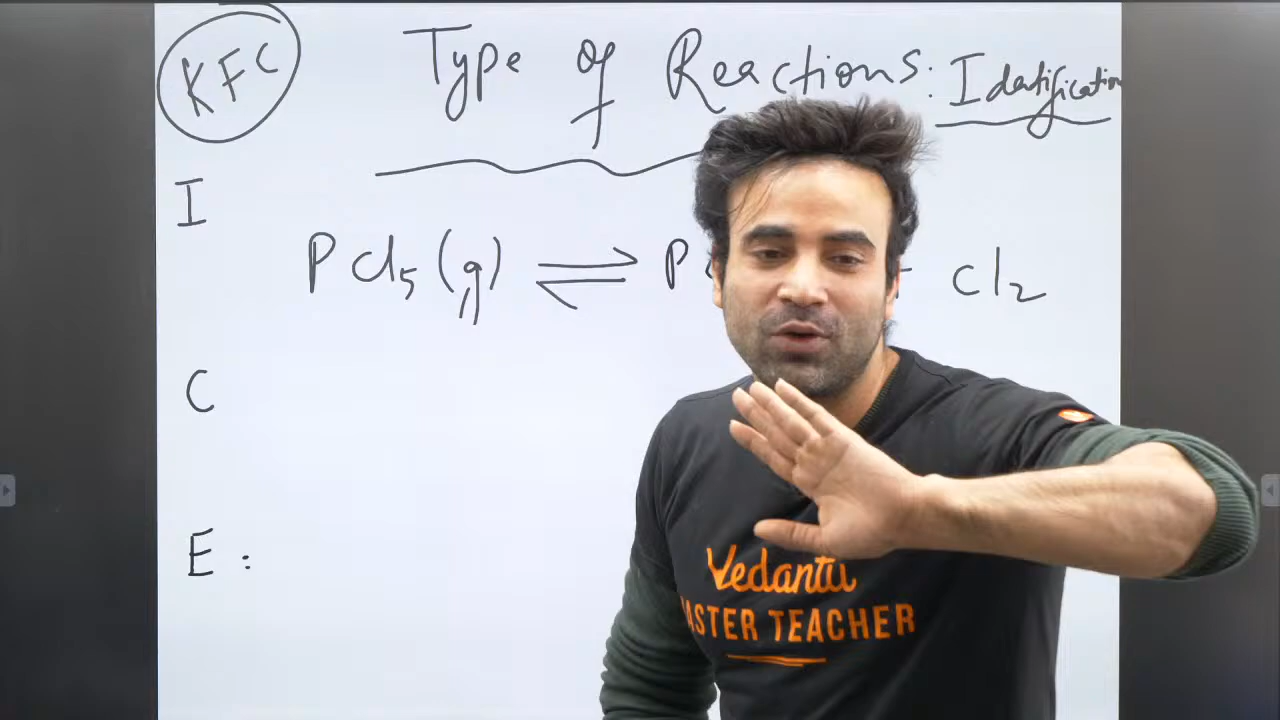 KFC
Type of Reactions: Identification
I
PCl5(g) ⇌ P Cl2
C
E:
Vedantu
ASTER TEACHER